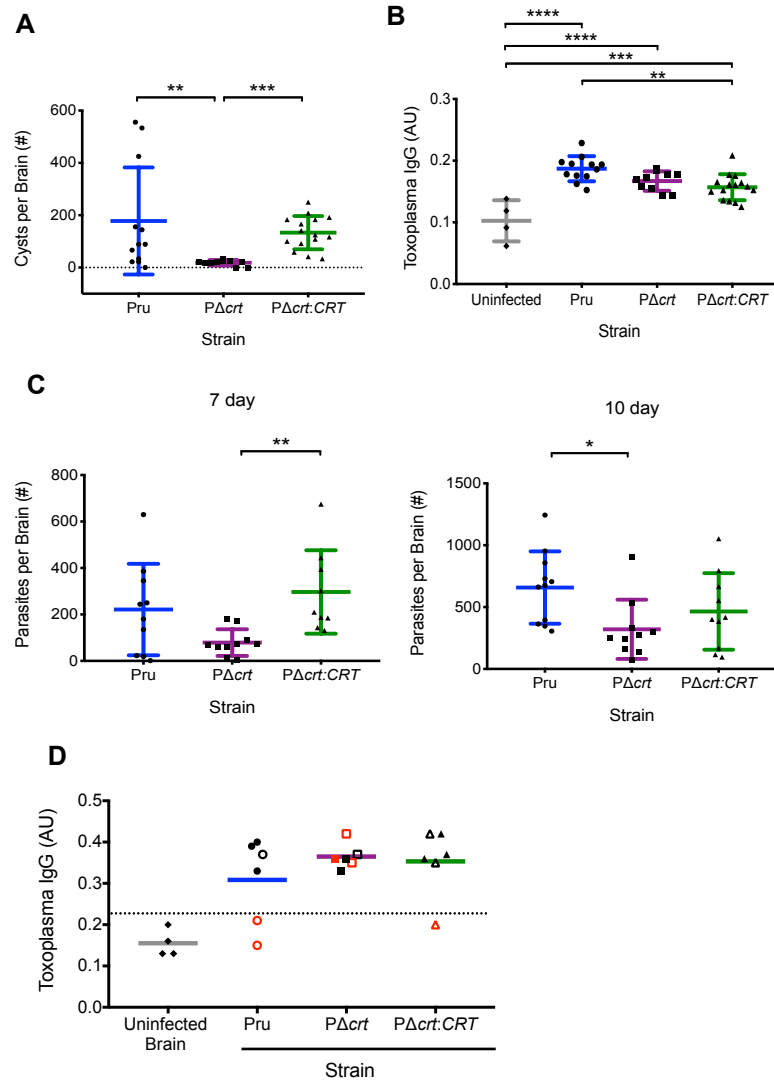 A
Cysts per Brain (#)
600
400
200
0
**
***
Pru
PΔcrt
PΔcrt:CRT
Strain
B
Toxoplasma IgG (AU)
0.3
0.2
0.1
0.0
****
****
***
**
Uninfected
Pru
PΔcrt
PΔcrt:CRT
Strain
C
7 day
Parasites per Brain (#)
800
600
400
200
0
**
Pru
PΔcrt
PΔcrt:CRT
Strain
10 day
Parasites per Brain (#)
1500
1000
500
0
*
Pru
PΔcrt
PΔcrt:CRT
Strain
D
Toxoplasma IgG (AU)
0.5
0.4
0.3
0.2
0.1
0.0
Uninfected
Brain
Pru
PΔcrt
PΔcrt:CRT
Strain